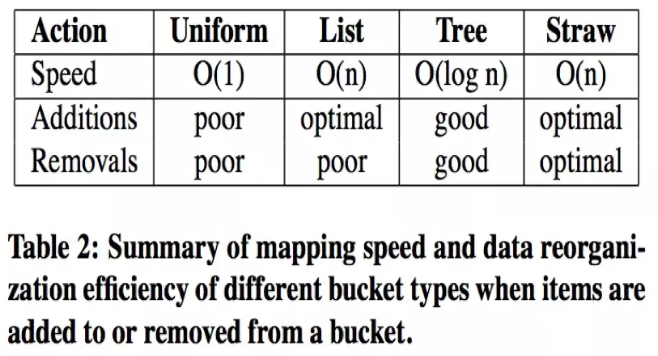 Action Uniform List Tree Straw
Speed O(1) O(n) O(log n) O(n)
Additions poor optimal good optimal
Removals poor poor good optimal
Table 2: Summary of mapping speed and data reorgani-
zation efficiency of different bucket types when items are
added to or removed from a bucket.